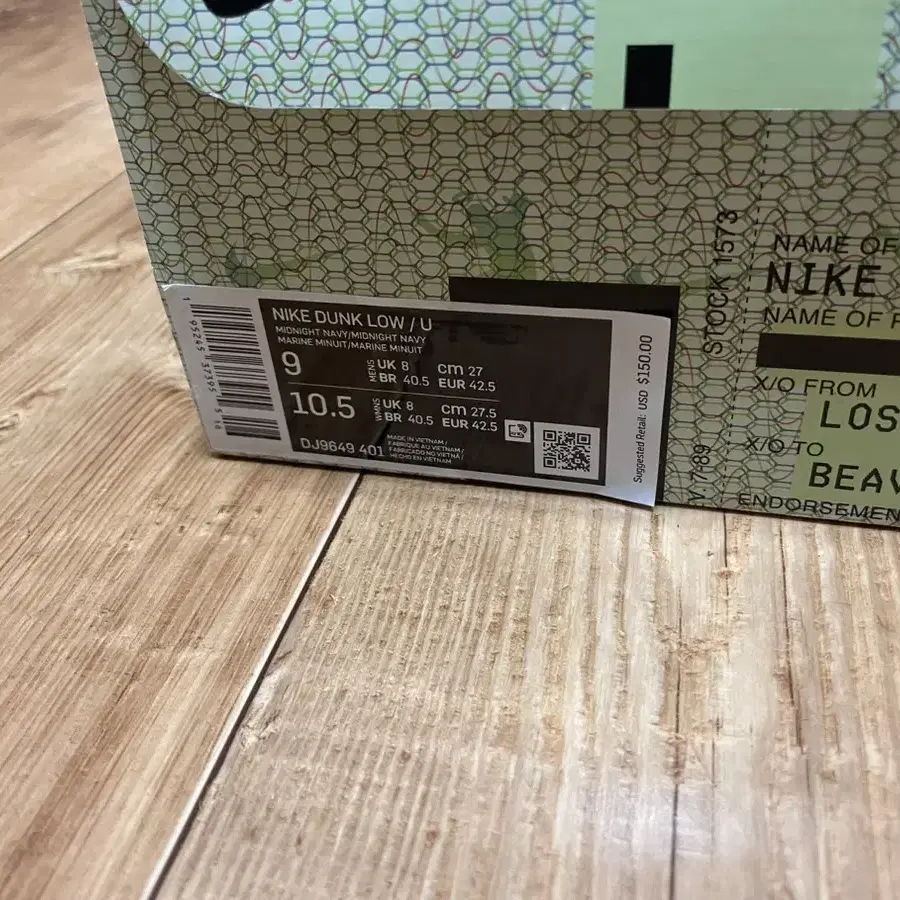 NIKE DUNK LOW / U
MIDNIGHT NAVY/MIDNIGHT NAVY
MARINE MINUIT/MARINE MINUIT
9
MENS
UK 8
cm 27
BR 40.5
EUR 42.5
10.5
WMNS
UK 8
cm 27.5
BR 40.5
EUR 42.5
DJ9649 401
MADE IN VIETNAM /
FABRIQUÉ AU VIETNAM /
FABRICADO NO VIETNÃ /
HECHO EN VIETNAM
Suggested Retail: USD $150.00
STOCK 1573
V.7/89
NAME OF
NIKE
NAME OF
X/O FROM
LOS
X/O TO
BEAV
ENDORSEMEN